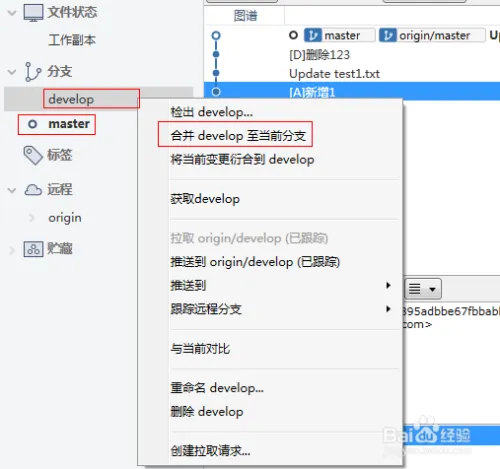 文件状态
工作副本
分支
develop
master
标签
远程
origin
贮藏
图谱
master origin/master Up
[D]删除123
Update test1.txt
[A]新增1
检出 develop...
合并 develop 至当前分支
将当前变更衍合到 develop
获取develop
拉取 origin/develop (已跟踪)
推送到 origin/develop (已跟踪)
推送到
跟踪远程分支
与当前对比
重命名 develop...
删除 develop
创建拉取请求...
395adbbe67fbbabb
com>
Bai 经验